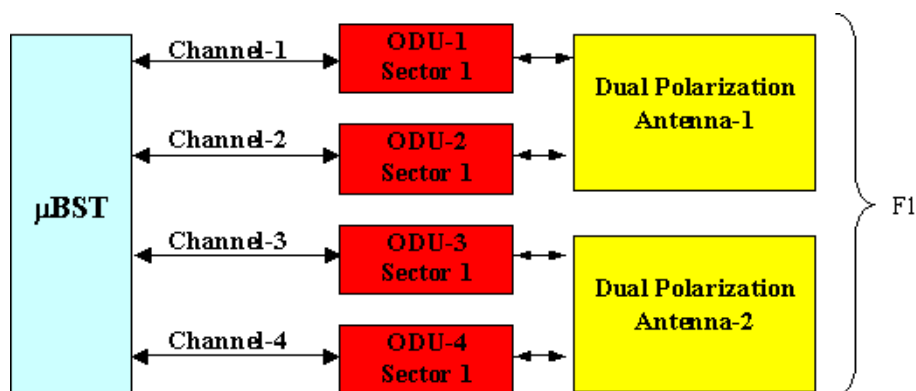 µBST
Channel-1
ODU-1
Sector 1
Channel-2
ODU-2
Sector 1
Dual Polarization
Antenna-1
Channel-3
ODU-3
Sector 1
Channel-4
ODU-4
Sector 1
Dual Polarization
Antenna-2
F1